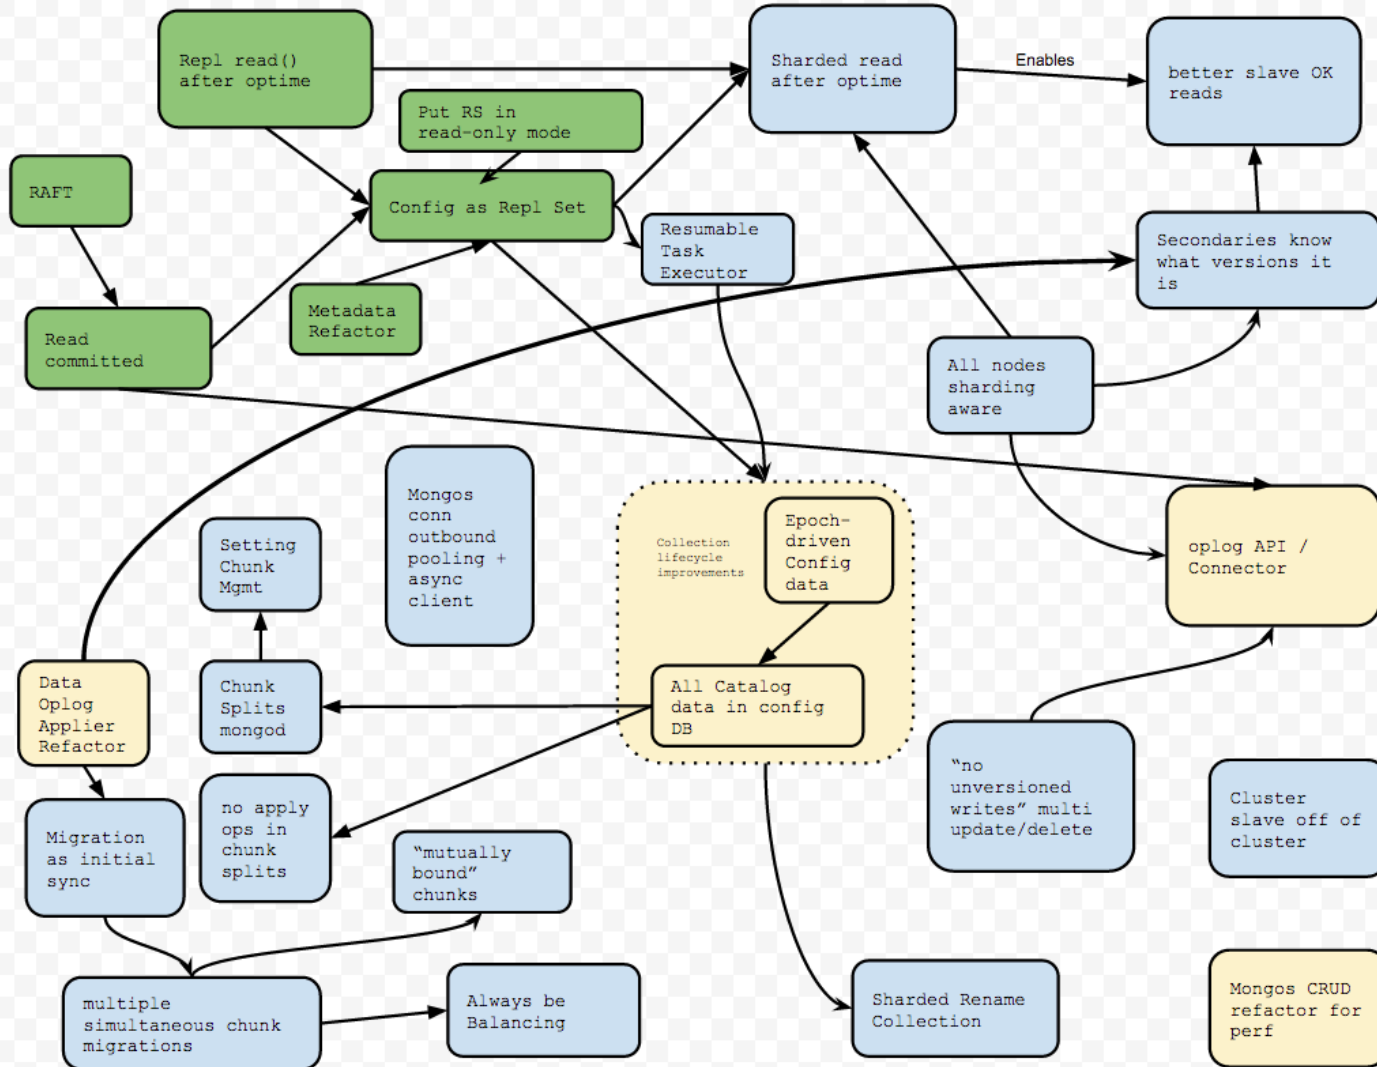 Repl read()
after optime
Sharded read
after optime
Enables
better slave OK
reads
Put RS in
read-only mode
RAFT
Config as Repl Set
Resumable
Task
Executor
Secondaries know
what versions it
is
Metadata
Refactor
Read
committed
All nodes
sharding
aware
Mongos
conn
outbound
pooling +
async
client
Setting
Chunk
Mgmt
Collection
lifecycle
improvements
Epoch-
driven
Config
data
oplog API /
Connector
Data
Oplog
Applier
Refactor
Chunk
Splits
mongod
All Catalog
data in config
DB
“no
unversioned
writes” multi
update/delete
Cluster
slave off of
cluster
Migration
as initial
sync
no apply
ops in
chunk
splits
“mutually
bound”
chunks
multiple
simultaneous chunk
migrations
Always be
Balancing
Sharded Rename
Collection
Mongos CRUD
refactor for
perf